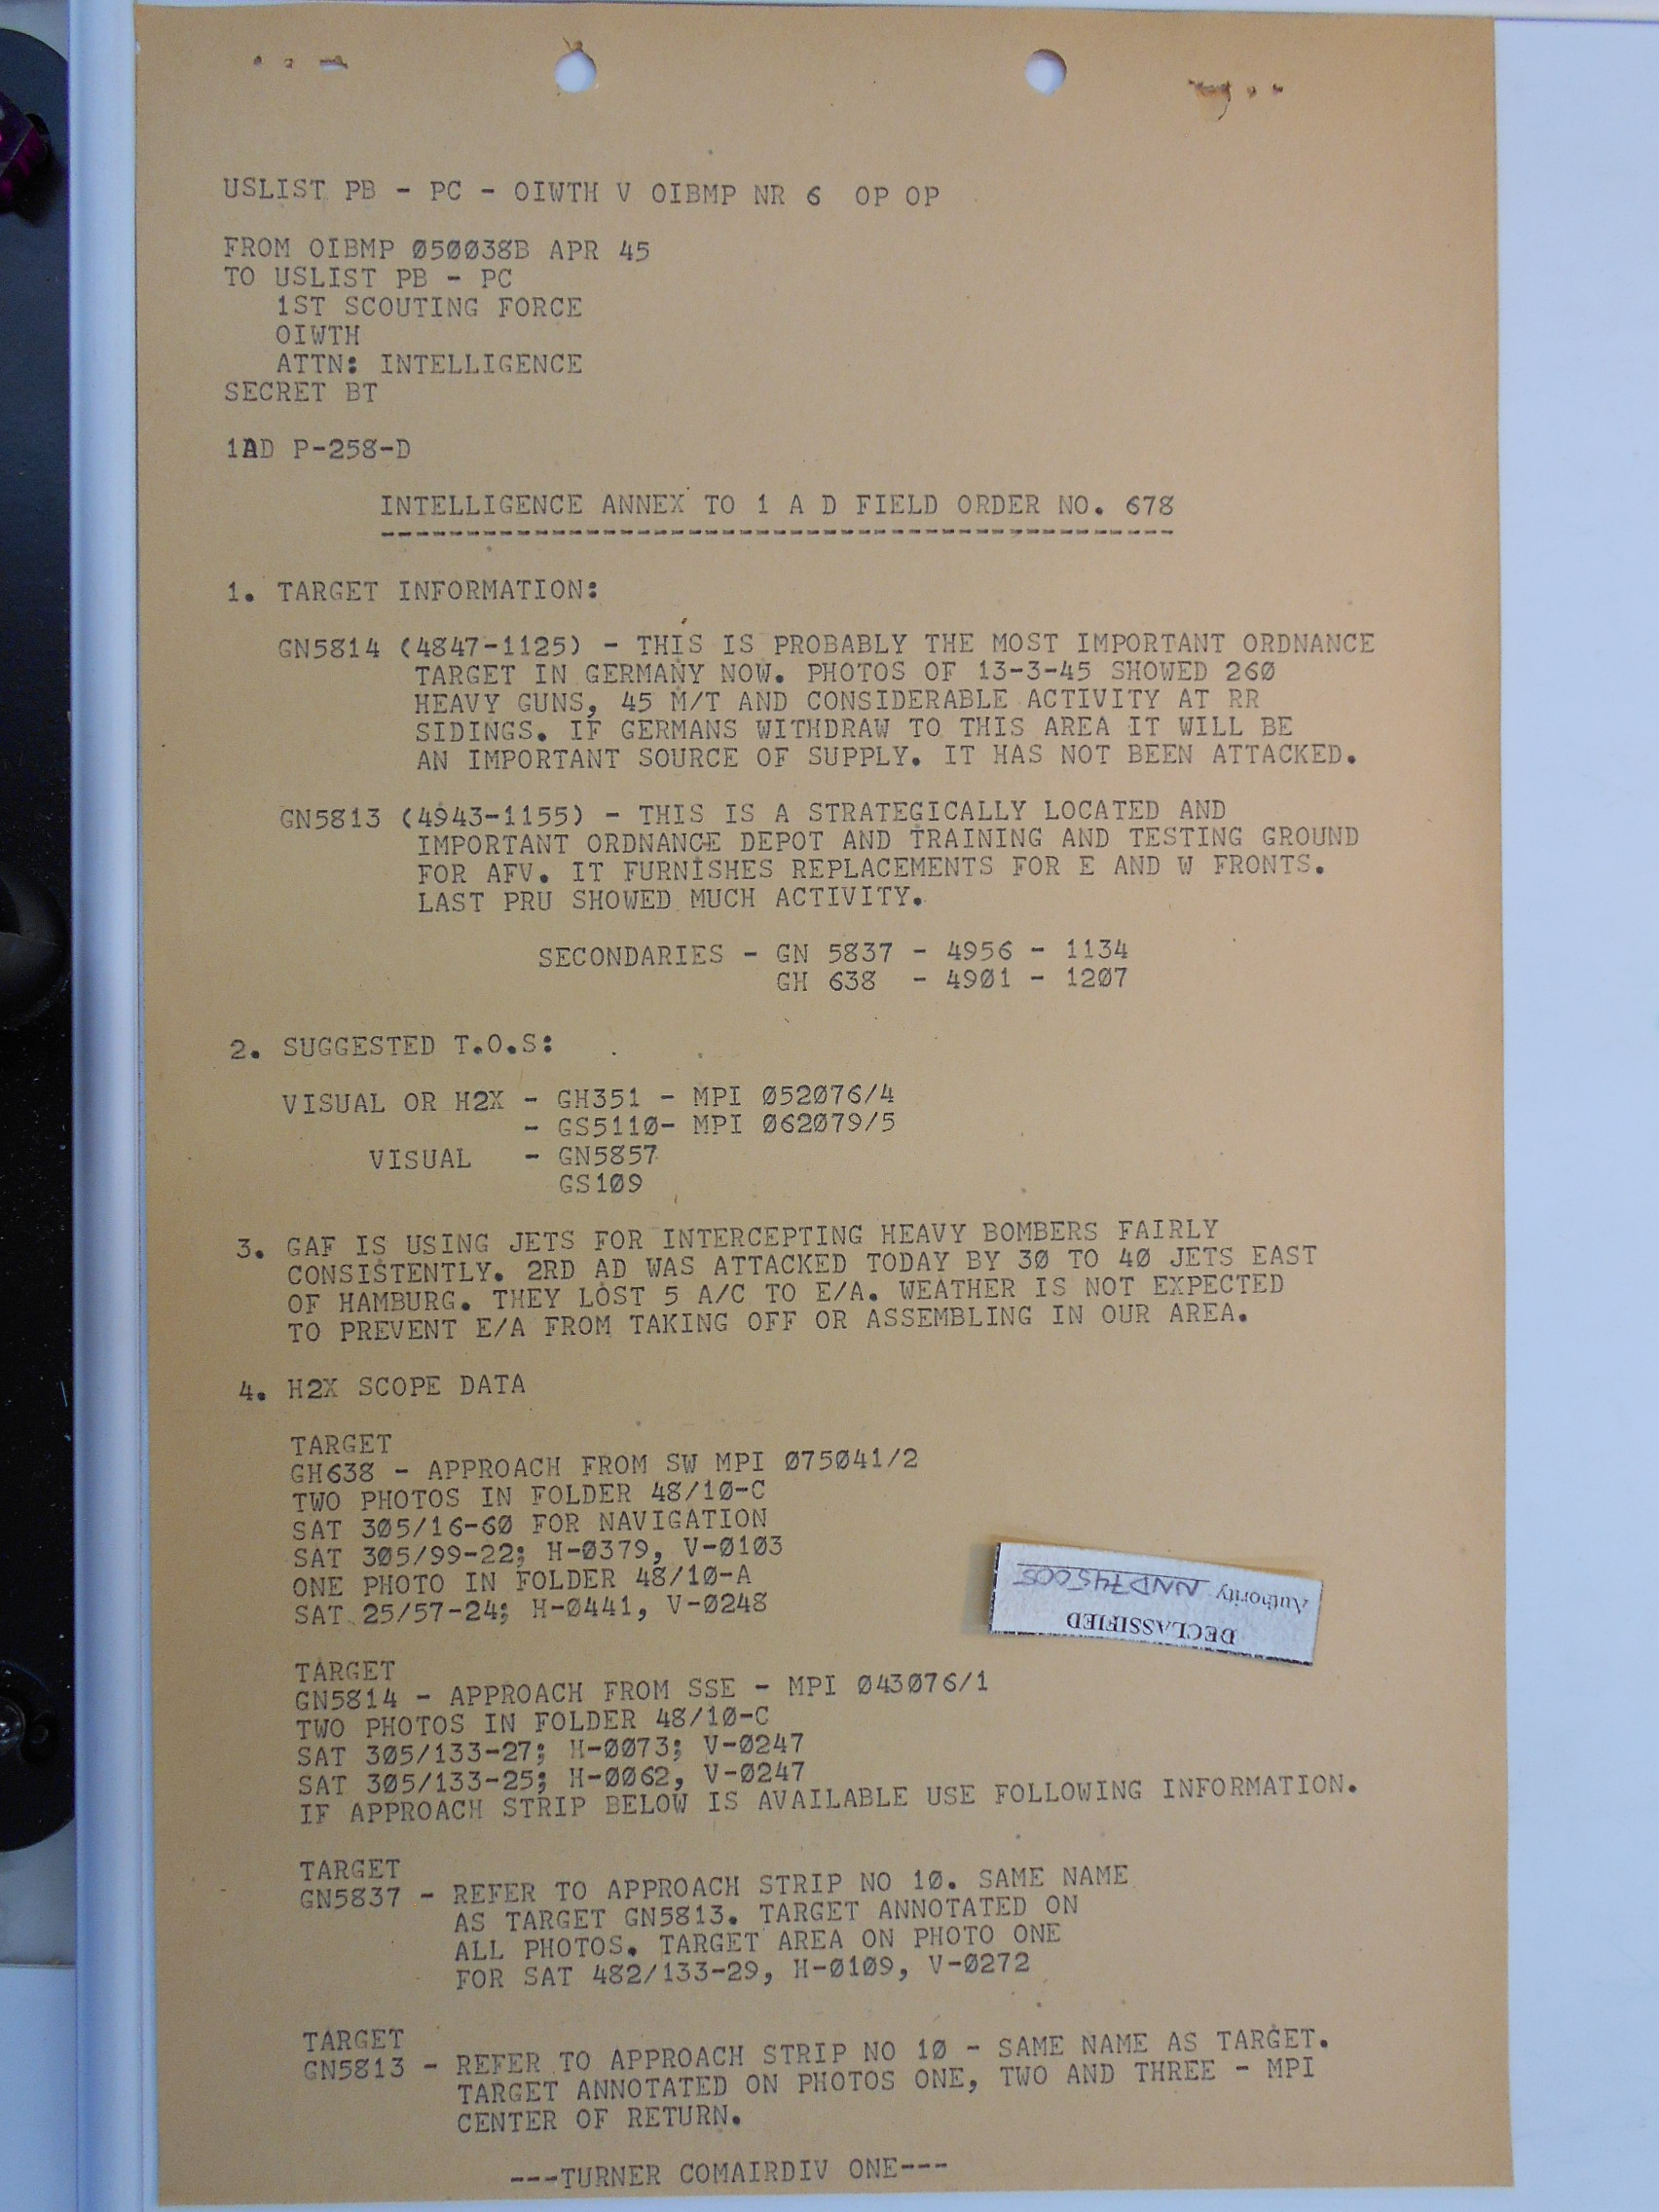 USLIST PB - PC - OIWTH V OIBMP NR 6 OP OP
FROM OIBMP Ø5ØØ38B APR 45
TO USLIST PB - PC
1ST SCOUTING FORCE
OIWTH
ATTN: INTELLIGENCE
SECRET BT
1AD P-258-D
INTELLIGENCE ANNEX TO 1 A D FIELD ORDER NO. 678
----------------------------------------------
1. TARGET INFORMATION:
GN5814 (4847-1125) - THIS IS PROBABLY THE MOST IMPORTANT ORDNANCE
TARGET IN GERMANY NOW. PHOTOS OF 13-3-45 SHOWED 26Ø
HEAVY GUNS, 45 M/T AND CONSIDERABLE ACTIVITY AT RR
SIDINGS. IF GERMANS WITHDRAW TO THIS AREA IT WILL BE
AN IMPORTANT SOURCE OF SUPPLY. IT HAS NOT BEEN ATTACKED.
GN5813 (4943-1155) - THIS IS A STRATEGICALLY LOCATED AND
IMPORTANT ORDNANCE DEPOT AND TRAINING AND TESTING GROUND
FOR AFV. IT FURNISHES REPLACEMENTS FOR E AND W FRONTS.
LAST PRU SHOWED MUCH ACTIVITY.
SECONDARIES - GN 5837 - 4956 - 1134
GH 638 - 49Ø1 - 12Ø7
2. SUGGESTED T.O.S:
VISUAL OR H2X - GH351 - MPI Ø52Ø76/4
- GS511Ø- MPI Ø62Ø79/5
VISUAL - GN5857
GS1Ø9
3. GAF IS USING JETS FOR INTERCEPTING HEAVY BOMBERS FAIRLY
CONSISTENTLY. 2RD AD WAS ATTACKED TODAY BY 3Ø TO 4Ø JETS EAST
OF HAMBURG. THEY LOST 5 A/C TO E/A. WEATHER IS NOT EXPECTED
TO PREVENT E/A FROM TAKING OFF OR ASSEMBLING IN OUR AREA.
4. H2X SCOPE DATA
TARGET
GH638 - APPROACH FROM SW MPI Ø75Ø41/2
TWO PHOTOS IN FOLDER 48/1Ø-C
SAT 3Ø5/16-6Ø FOR NAVIGATION
SAT 3Ø5/99-22; H-Ø379, V-Ø1Ø3
ONE PHOTO IN FOLDER 48/1Ø-A
SAT 25/57-24; H-Ø441, V-Ø248
DECLASSIFIED
Authority NND745005
TARGET
GN5814 - APPROACH FROM SSE - MPI Ø43Ø76/1
TWO PHOTOS IN FOLDER 48/1Ø-C
SAT 3Ø5/133-27; H-ØØ73; V-Ø247
SAT 3Ø5/133-25; H-ØØ62, V-Ø247
IF APPROACH STRIP BELOW IS AVAILABLE USE FOLLOWING INFORMATION.
TARGET
GN5837 - REFER TO APPROACH STRIP NO 1Ø. SAME NAME
AS TARGET GN5813. TARGET ANNOTATED ON
ALL PHOTOS. TARGET AREA ON PHOTO ONE
FOR SAT 482/133-29, H-Ø1Ø9, V-Ø272
TARGET
GN5813 - REFER TO APPROACH STRIP NO 1Ø - SAME NAME AS TARGET.
TARGET ANNOTATED ON PHOTOS ONE, TWO AND THREE - MPI
CENTER OF RETURN.
---TURNER COMAIRDIV ONE---